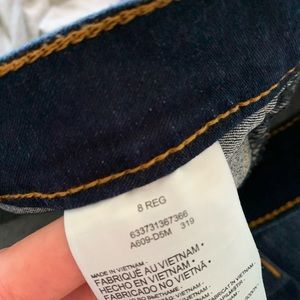 8 REG
633731367366
A609-D5M 319
MADE IN VIETNAM •
FABRIQUÉ AU VIETNAM •
HECHO EN VIETNAM •
FABRICADO NO VIETNÃ •